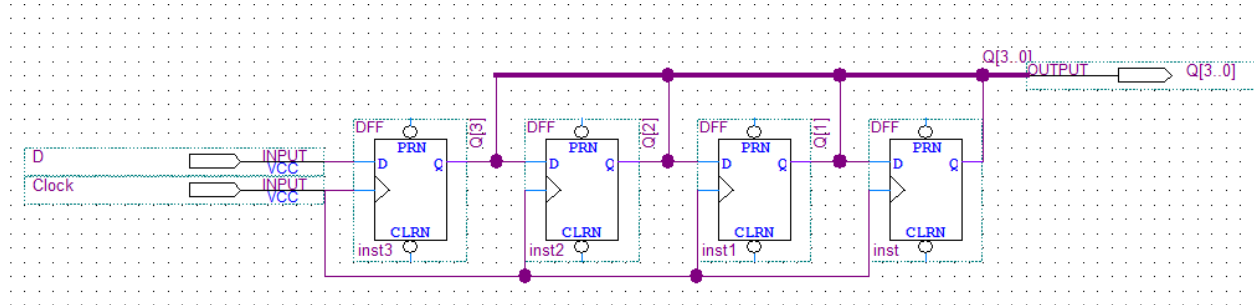 Q[3..0]
OUTPUT Q[3..0]
DFF Q[3] DFF Q[2] DFF Q[1] DFF
PRN PRN PRN PRN
D INPUT D Q D Q D Q D Q
VCC
Clock INPUT
VCC
CLRN CLRN CLRN CLRN
inst3 inst2 inst1 inst